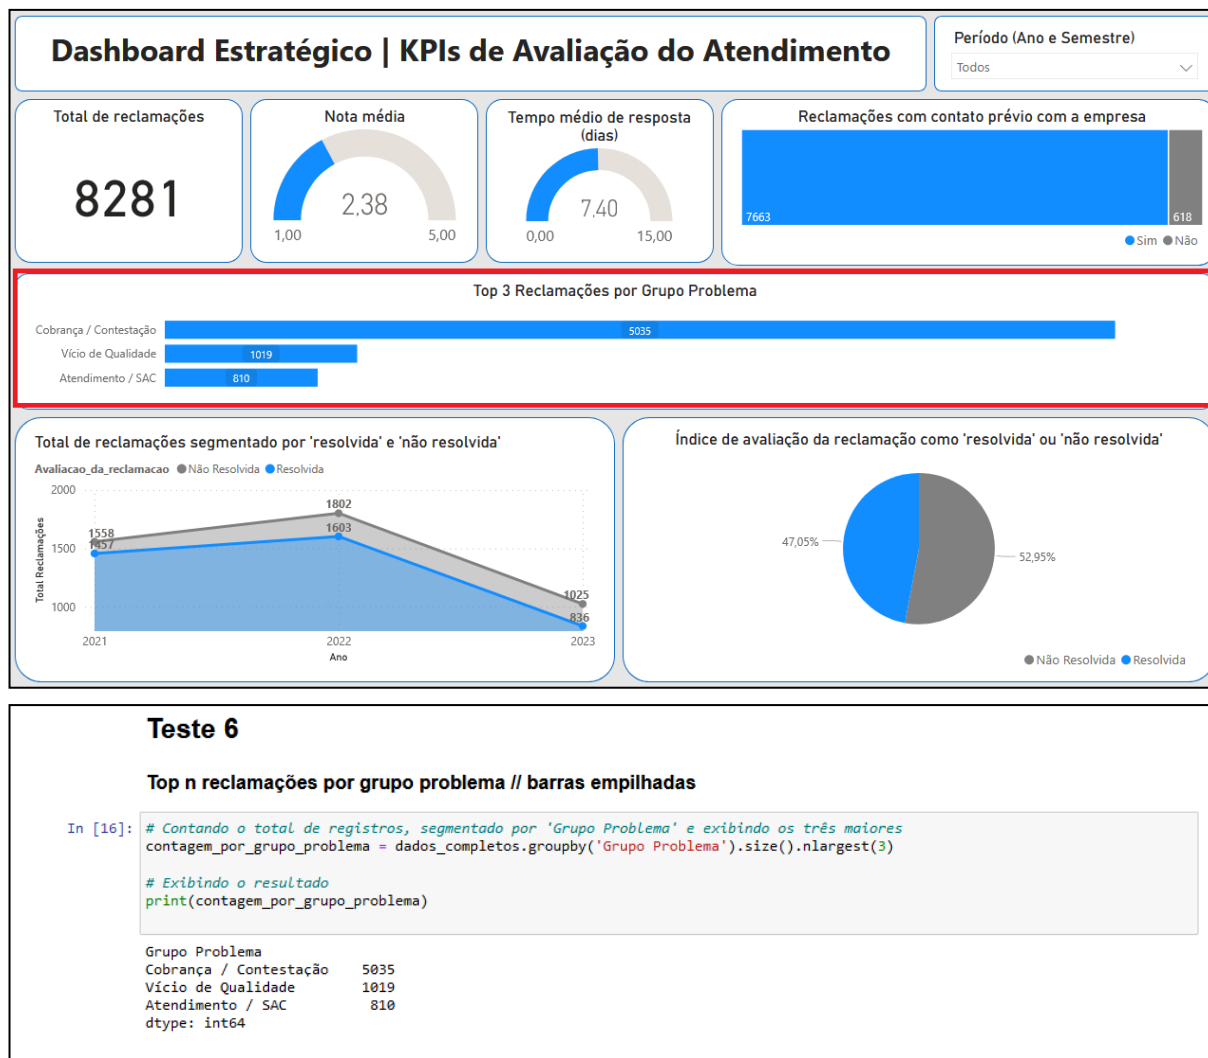 Dashboard Estratégico | KPIs de Avaliação do Atendimento
Período (Ano e Semestre)
Todos
Total de reclamações
8281
Nota média
2,38
1,00
5,00
Tempo médio de resposta
(dias)
7,40
0,00
15,00
Reclamações com contato prévio com a empresa
7663
618
Sim Não
Top 3 Reclamações por Grupo Problema
Cobrança / Contestação
5035
Vício de Qualidade
1019
Atendimento / SAC
810
Total de reclamações segmentado por 'resolvida' e 'não resolvida'
Avaliacao_da_reclamacao Não Resolvida Resolvida
Total Reclamações
2000
1500
1000
1558
1457
1802
1603
1025
836
2021
2022
2023
Ano
Índice de avaliação da reclamação como 'resolvida' ou 'não resolvida'
47,05%
52,95%
Não Resolvida Resolvida
Teste 6
Top n reclamações por grupo problema // barras empilhadas
In [16]:
# Contando o total de registros, segmentado por 'Grupo Problema' e exibindo os três maiores
contagem_por_grupo_problema = dados_completos.groupby('Grupo Problema').size().nlargest(3)
# Exibindo o resultado
print(contagem_por_grupo_problema)
Grupo Problema
Cobrança / Contestação 5035
Vício de Qualidade 1019
Atendimento / SAC 810
dtype: int64